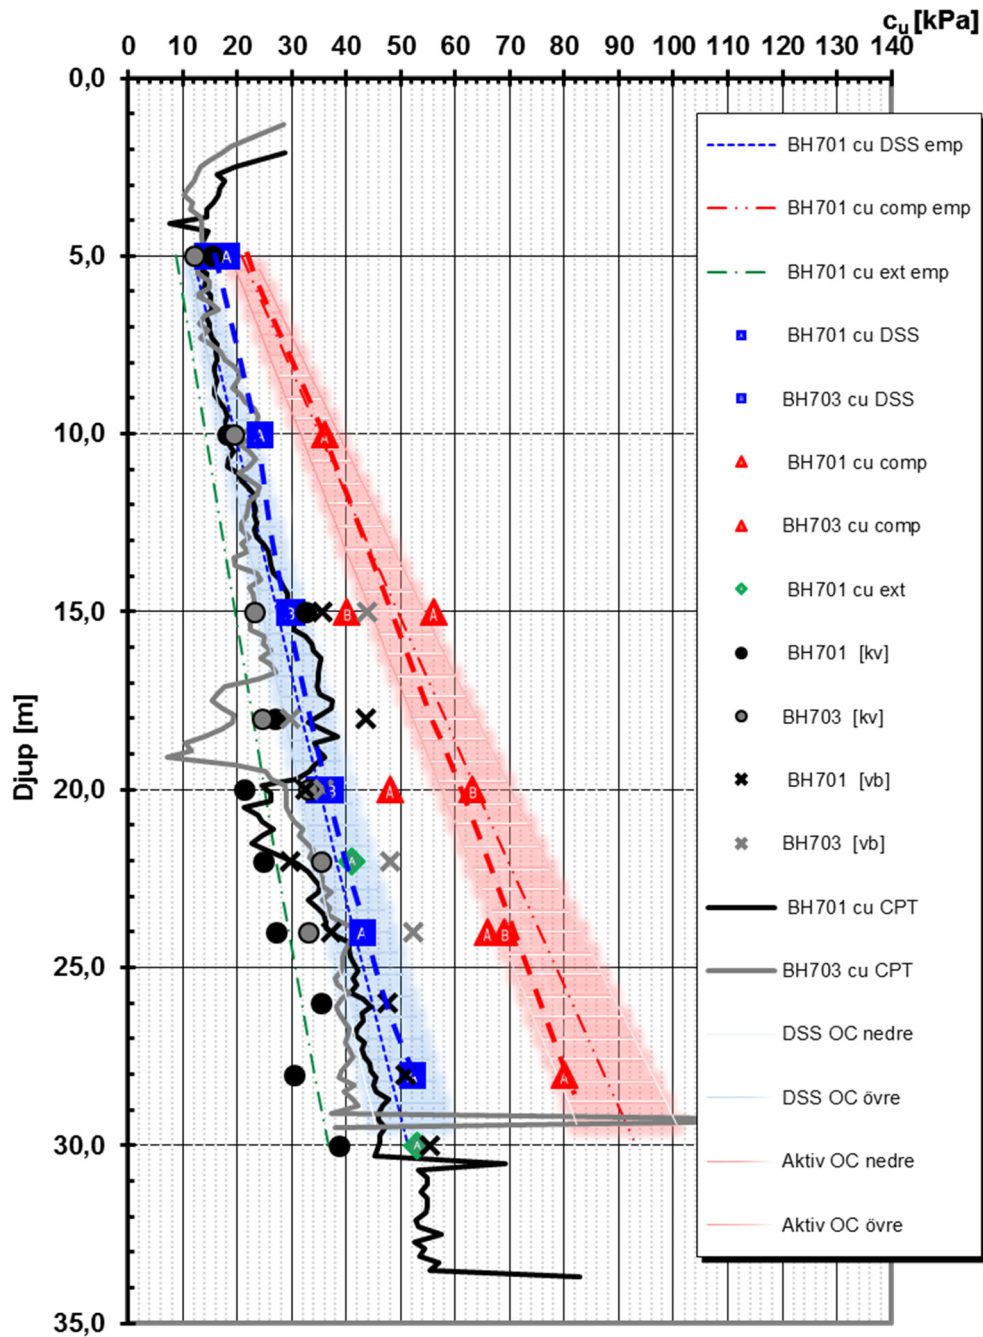 c_u [kPa]
0 10 20 30 40 50 60 70 80 90 100 110 120 130 140
0,0
5,0
10,0
15,0
20,0
25,0
30,0
35,0
Djup [m]
A
A
A
B
B
A
B
A
B
A
A
B
A
A
A
A
BH701 cu DSS emp
BH701 cu comp emp
BH701 cu ext emp
BH701 cu DSS
BH703 cu DSS
BH701 cu comp
BH703 cu comp
BH701 cu ext
BH701 [kv]
BH703 [kv]
BH701 [vb]
BH703 [vb]
BH701 cu CPT
BH703 cu CPT
DSS OC nedre
DSS OC övre
Aktiv OC nedre
Aktiv OC övre